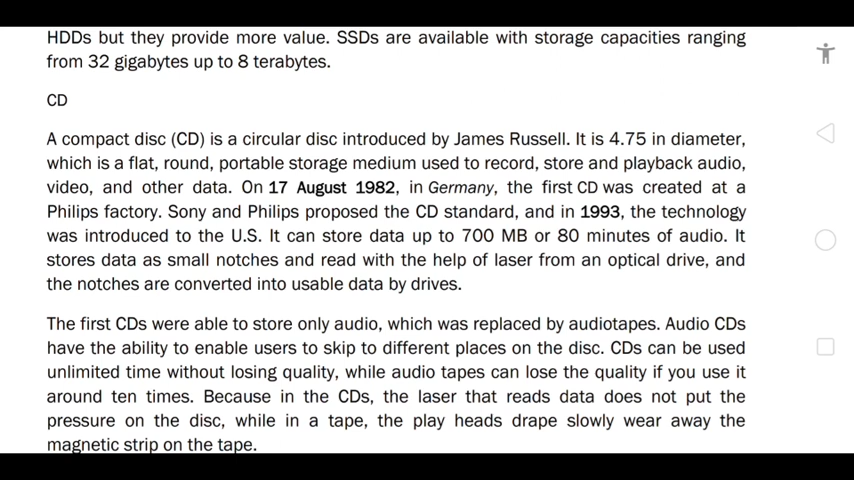 HDDs but they provide more value. SSDs are available with storage capacities ranging
from 32 gigabytes up to 8 terabytes.
CD
A compact disc (CD) is a circular disc introduced by James Russell. It is 4.75 in diameter,
which is a flat, round, portable storage medium used to record, store and playback audio,
video, and other data. On 17 August 1982, in Germany, the first CD was created at a
Philips factory. Sony and Philips proposed the CD standard, and in 1993, the technology
was introduced to the U.S. It can store data up to 700 MB or 80 minutes of audio. It
stores data as small notches and read with the help of laser from an optical drive, and
the notches are converted into usable data by drives.
The first CDs were able to store only audio, which was replaced by audiotapes. Audio CDs
have the ability to enable users to skip to different places on the disc. CDs can be used
unlimited time without losing quality, while audio tapes can lose the quality if you use it
around ten times. Because in the CDs, the laser that reads data does not put the
pressure on the disc, while in a tape, the play heads drape slowly wear away the
magnetic strip on the tape.